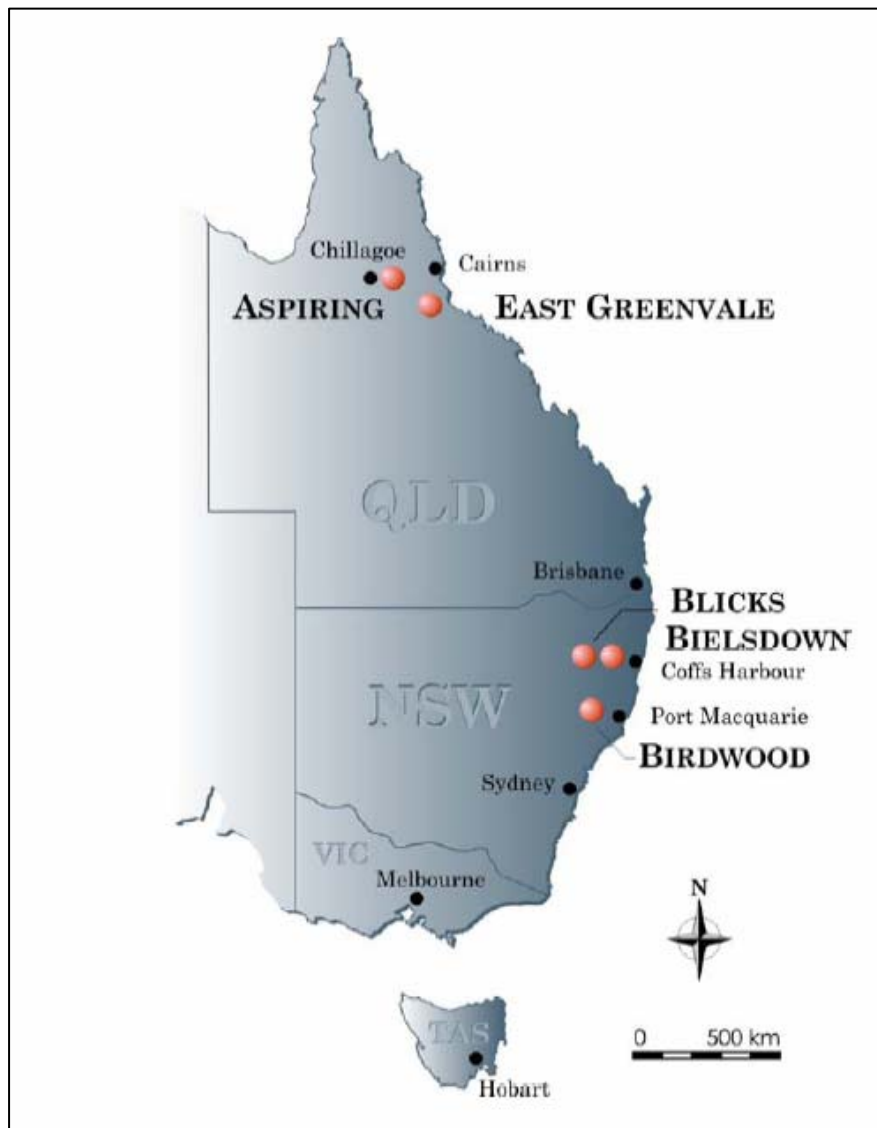 Chillagoe
Cairns
ASPIRING
EAST GREENVALE
QLD
Brisbane
BLICKS
BIELSDOWN
Coffs Harbour
NSW
Port Macquarie
BIRDWOOD
Sydney
VIC
Melbourne
N
0 500 km
TAS
Hobart